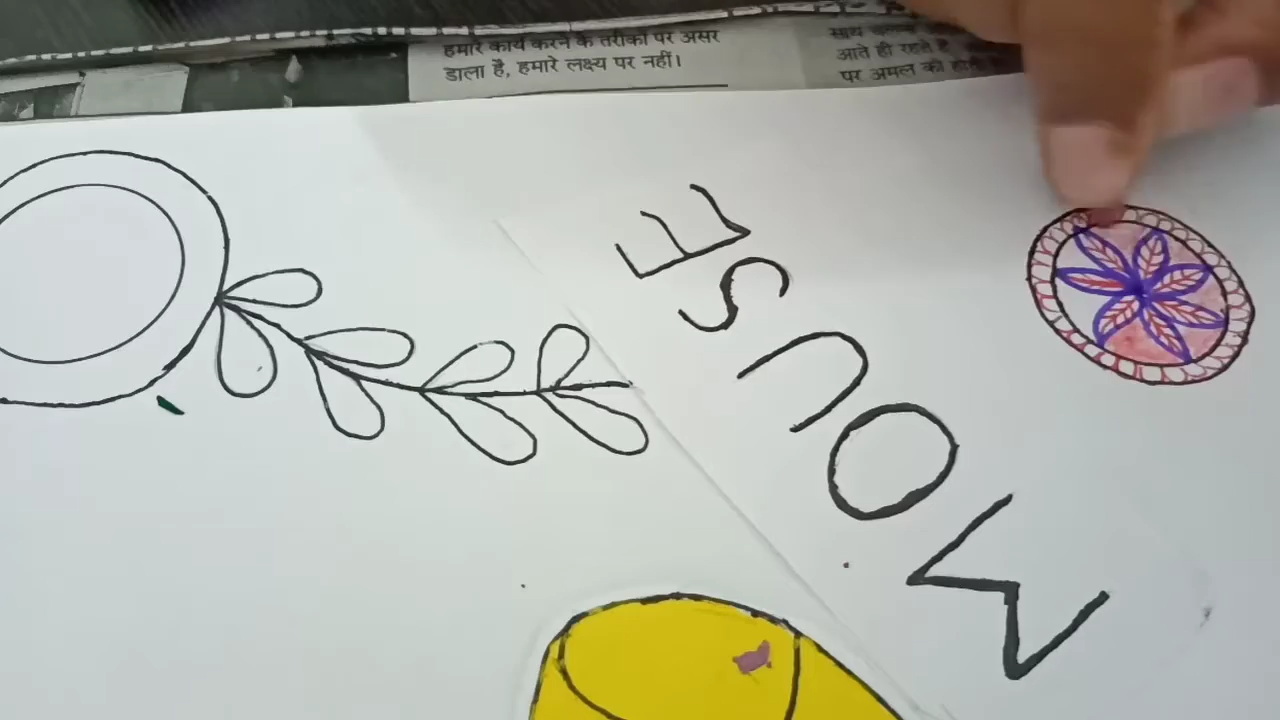 हमारे कार्य करने के तरीकों पर असर
डाला है, हमारे लक्ष्य पर नहीं।
साथ
आते ही रहते हैं
पर अमल की
MOUSE